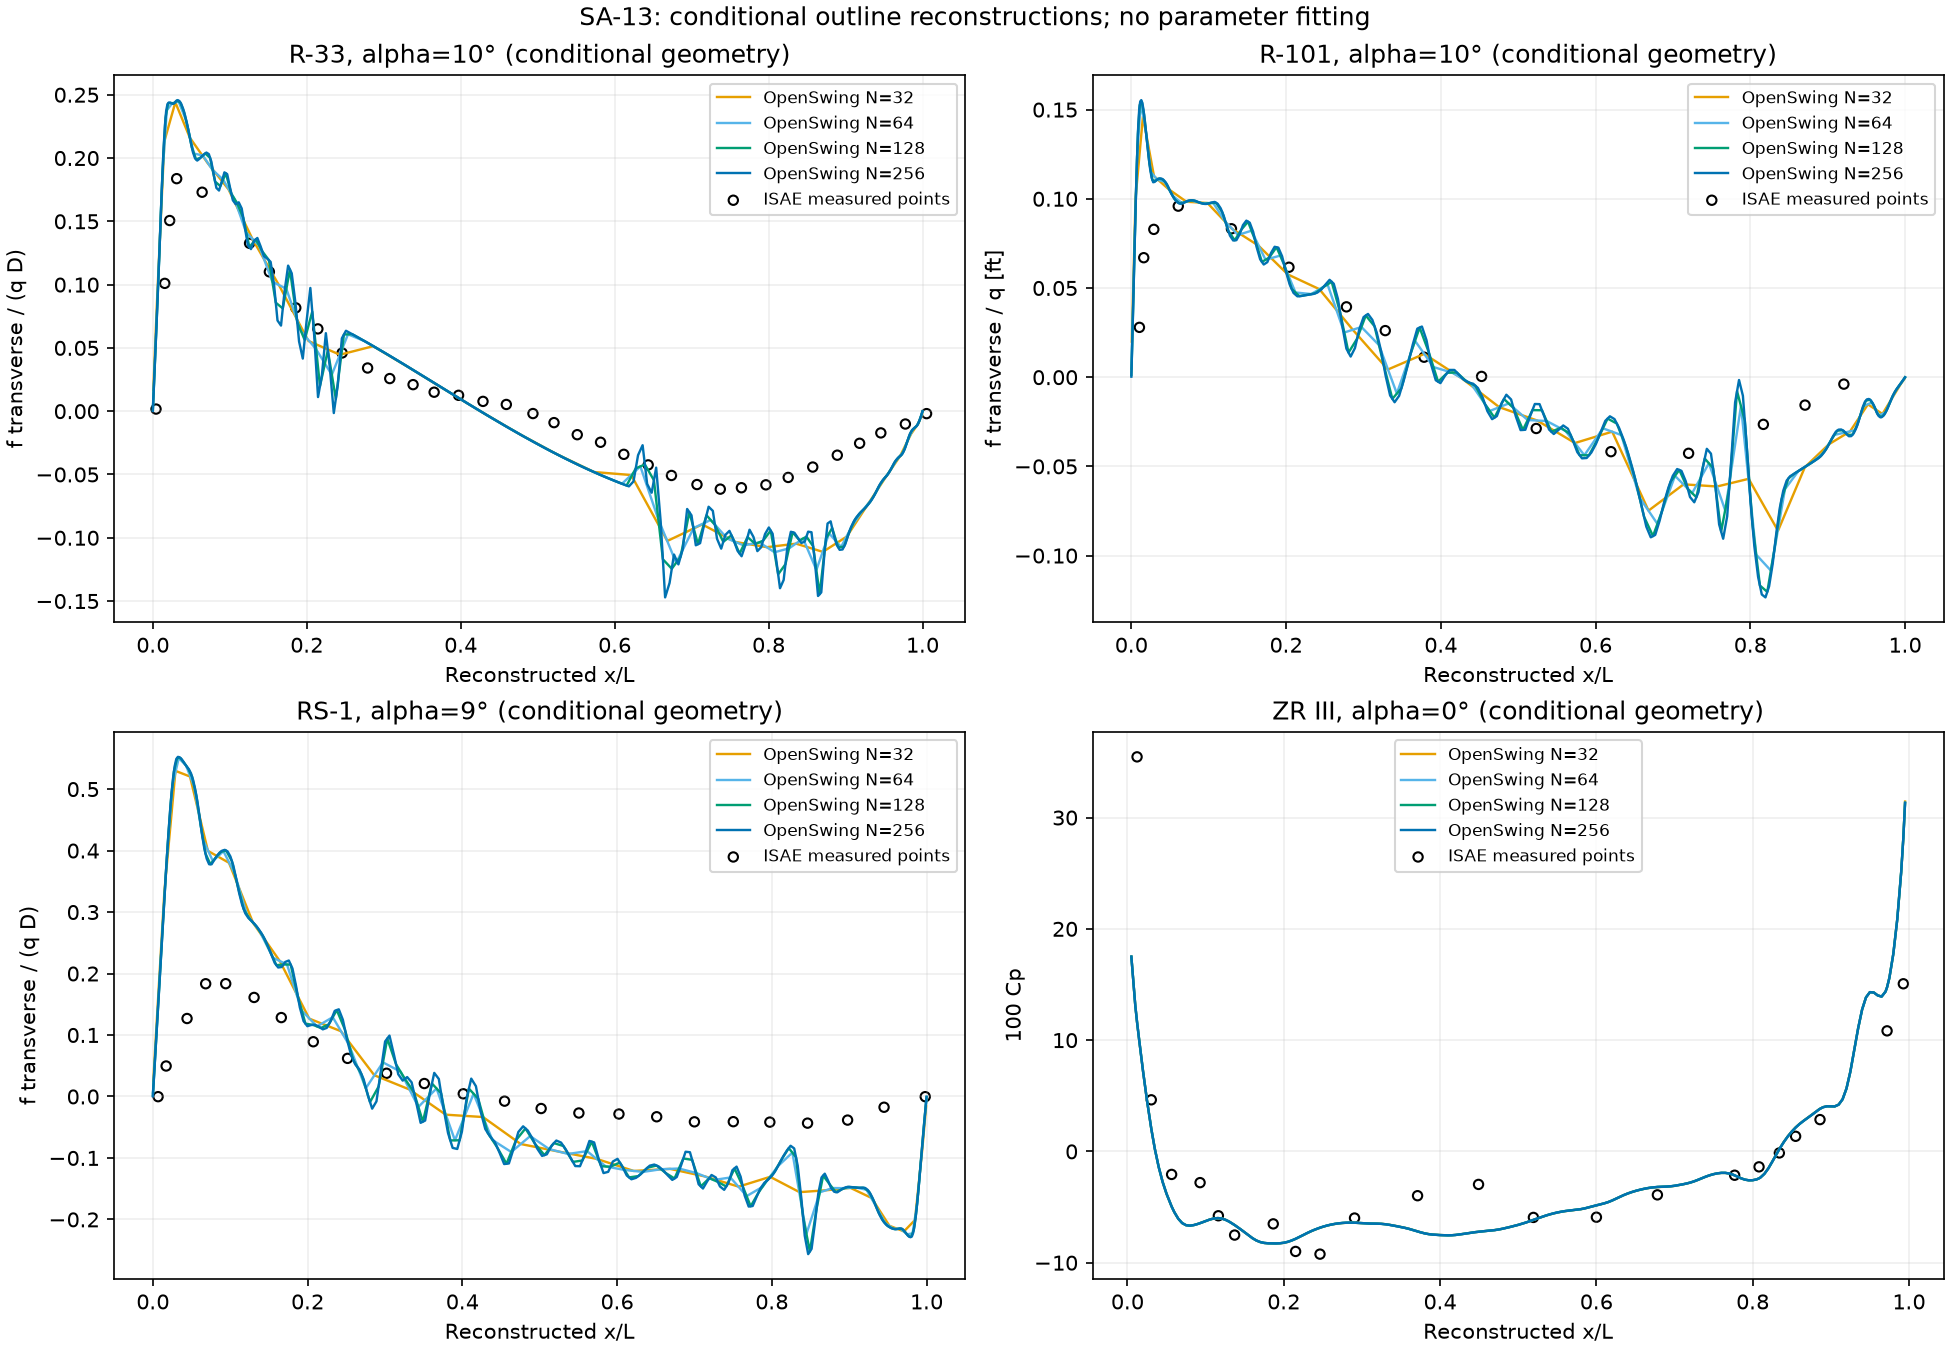 SA-13: conditional outline reconstructions; no parameter fitting
R-33, alpha=10° (conditional geometry)
OpenSwing N=32
OpenSwing N=64
OpenSwing N=128
OpenSwing N=256
ISAE measured points
0.25
0.20
0.15
0.10
0.05
0.00
−0.05
−0.10
−0.15
f transverse / (q D)
0.0 0.2 0.4 0.6 0.8 1.0
Reconstructed x/L
R-101, alpha=10° (conditional geometry)
OpenSwing N=32
OpenSwing N=64
OpenSwing N=128
OpenSwing N=256
ISAE measured points
0.15
0.10
0.05
0.00
−0.05
−0.10
f transverse / q [ft]
0.0 0.2 0.4 0.6 0.8 1.0
Reconstructed x/L
RS-1, alpha=9° (conditional geometry)
OpenSwing N=32
OpenSwing N=64
OpenSwing N=128
OpenSwing N=256
ISAE measured points
0.5
0.4
0.3
0.2
0.1
0.0
−0.1
−0.2
f transverse / (q D)
0.0 0.2 0.4 0.6 0.8 1.0
Reconstructed x/L
ZR III, alpha=0° (conditional geometry)
OpenSwing N=32
OpenSwing N=64
OpenSwing N=128
OpenSwing N=256
ISAE measured points
30
20
10
0
−10
100 Cp
0.0 0.2 0.4 0.6 0.8 1.0
Reconstructed x/L